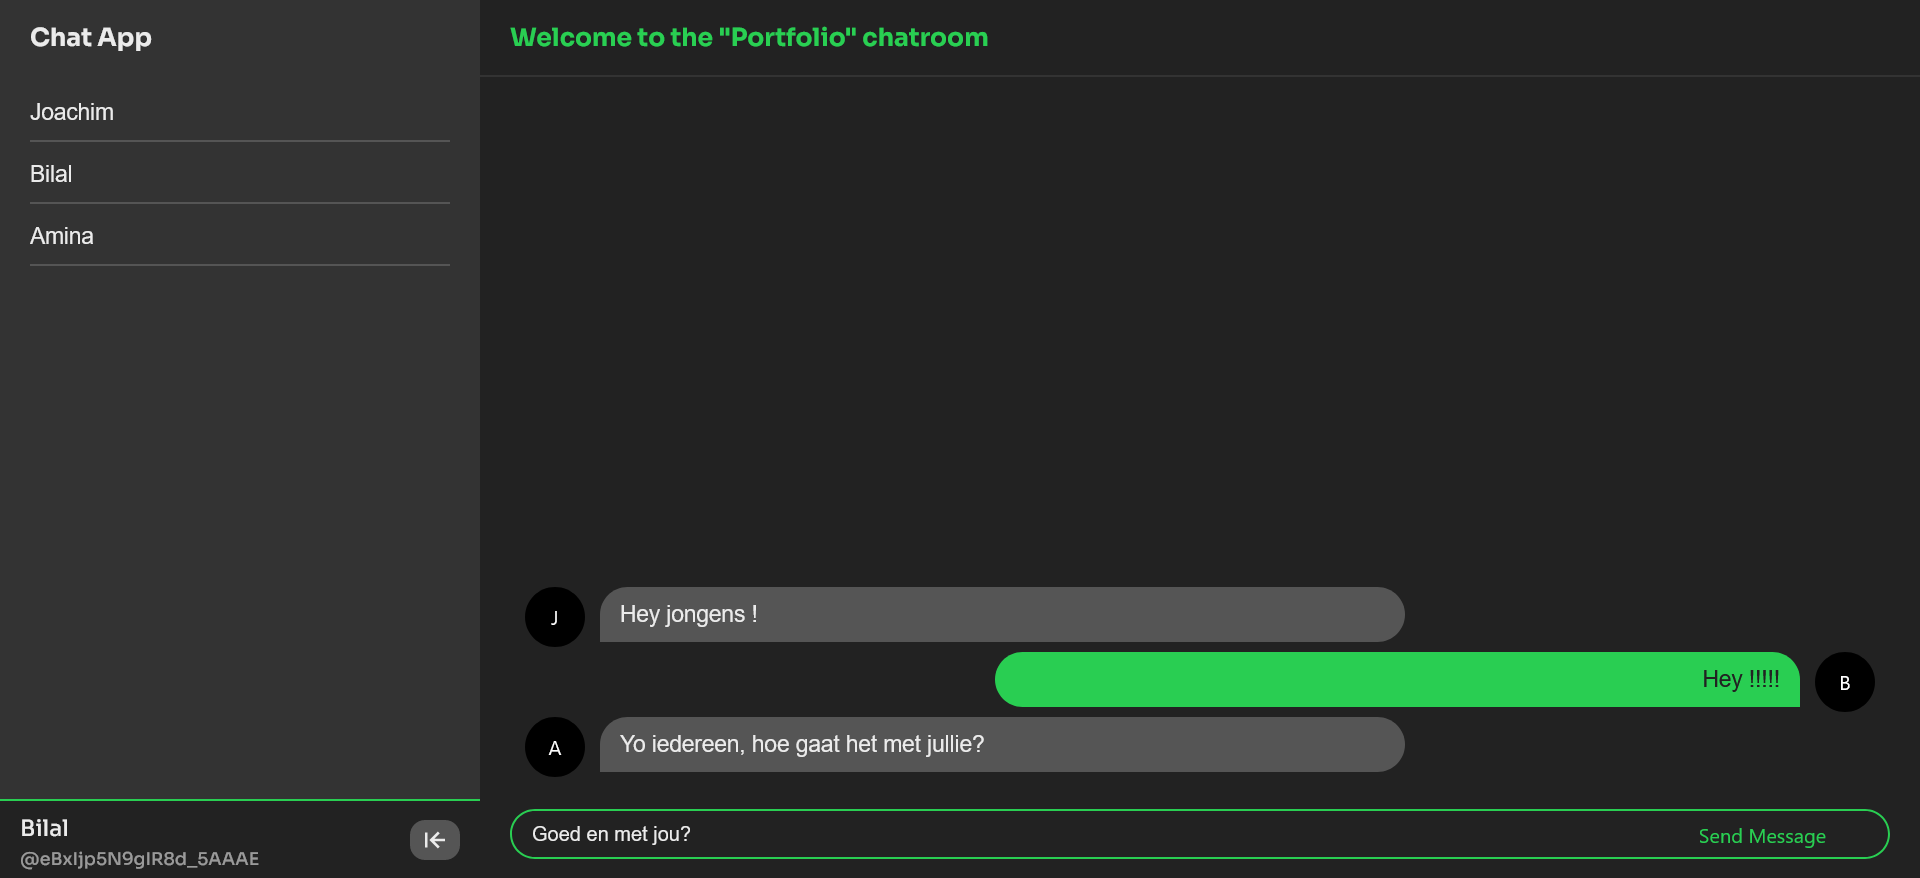 Chat App
Joachim
Bilal
Amina
Bilal
@eBxIjp5N9gIR8d_5AAAE
Welcome to the "Portfolio" chatroom
J
Hey jongens !
Hey !!!!!
B
A
Yo iedereen, hoe gaat het met jullie?
Goed en met jou?
Send Message